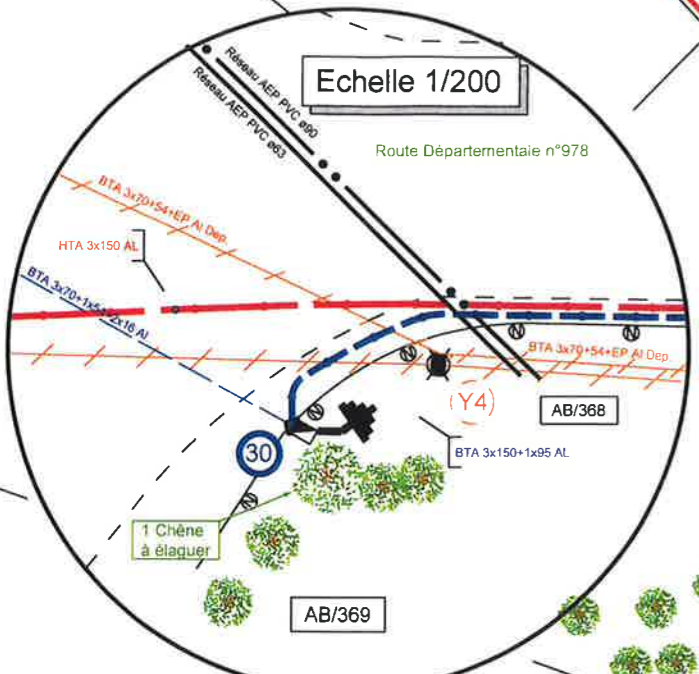 Echelle 1/200
Réseau AEP PVC ø90
Réseau AEP PVC ø63
Route Départementale n°978
BTA 3x70+54+EP Al Dep.
HTA 3x150 AL
BTA 3x70+1x54+2x16 Al
BTA 3x70+54+EP Al Dep.
(Y4)
AB/368
BTA 3x150+1x95 AL
30
1 Chêne
à élaguer
AB/369
N
N
N
N
N